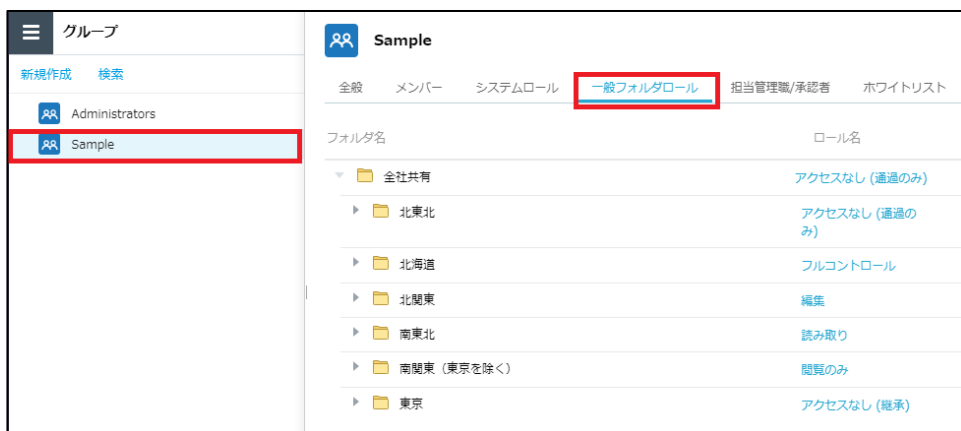 グループ
新規作成 検索
Administrators
Sample
Sample
全般 メンバー システムロール 一般フォルダロール 担当管理職/承認者 ホワイトリスト
フォルダ名 ロール名
全社共有 アクセスなし (通過のみ)
北東北 アクセスなし (通過の
み)
北海道 フルコントロール
北関東 編集
南東北 読み取り
南関東（東京を除く） 閲覧のみ
東京 アクセスなし (継承)